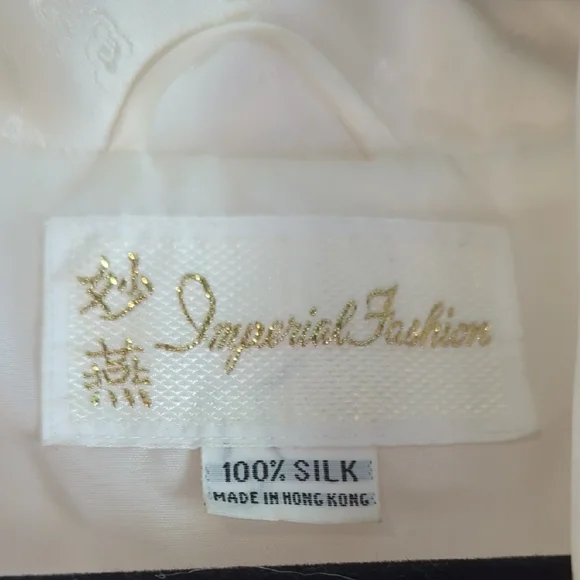 妙燕
Imperial Fashion
100% SILK
MADE IN HONG KONG